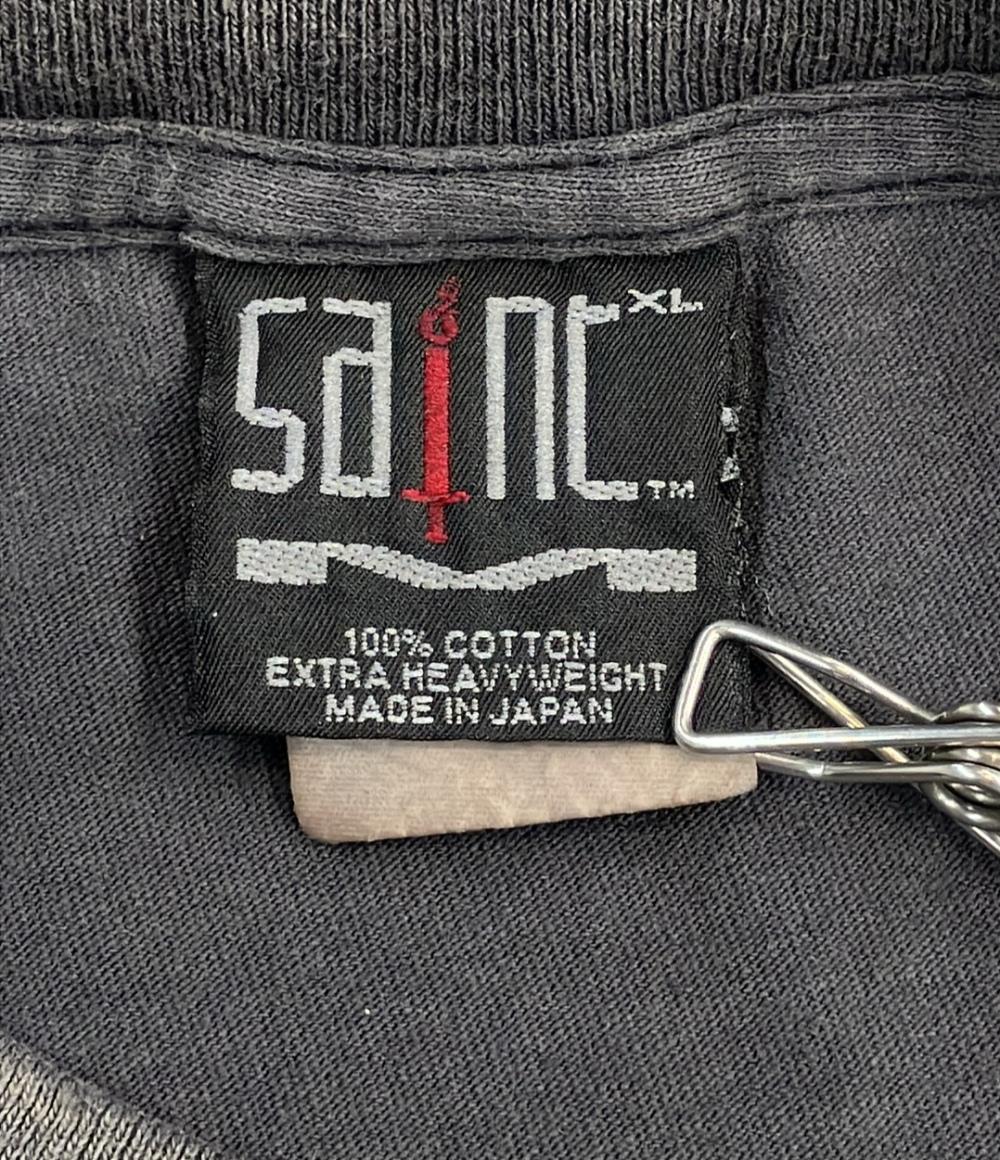 saint XL
TM
100% COTTON
EXTRA HEAVYWEIGHT
MADE IN JAPAN